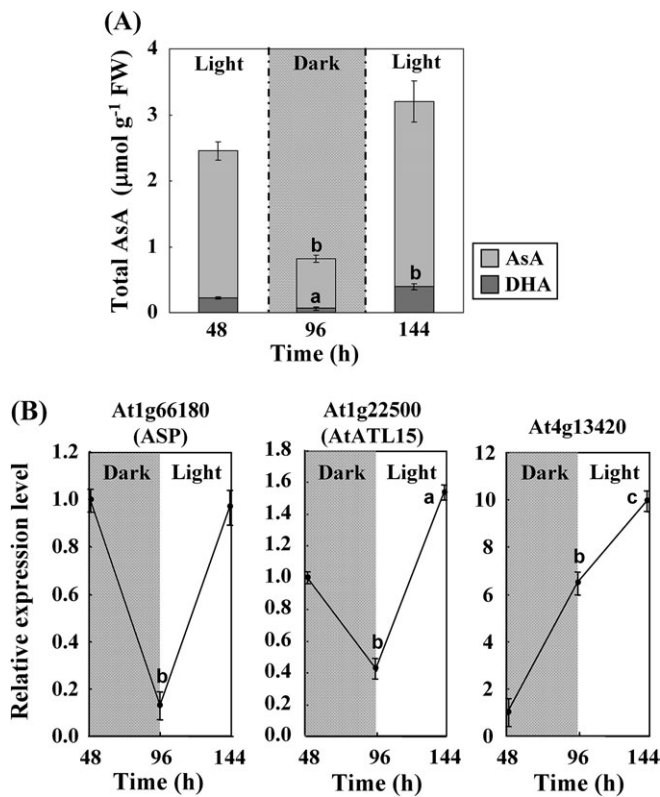 (A)
Light Dark Light
Total AsA (μmol g-1 FW)
4
3
2
1
0
b
a
b
AsA
DHA
48 96 144
Time (h)
(B)
At1g66180
(ASP)
At1g22500
(AtATL15)
At4g13420
Relative expression level
1.2
1.0
0.8
0.6
0.4
0.2
0.0
Dark Light
b
48 96 144
Time (h)
1.8
1.6
1.4
1.2
1.0
0.8
0.6
0.4
0.2
0.0
Dark Light
a
b
48 96 144
Time (h)
12
10
8
6
4
2
0
Dark Light
c
b
48 96 144
Time (h)